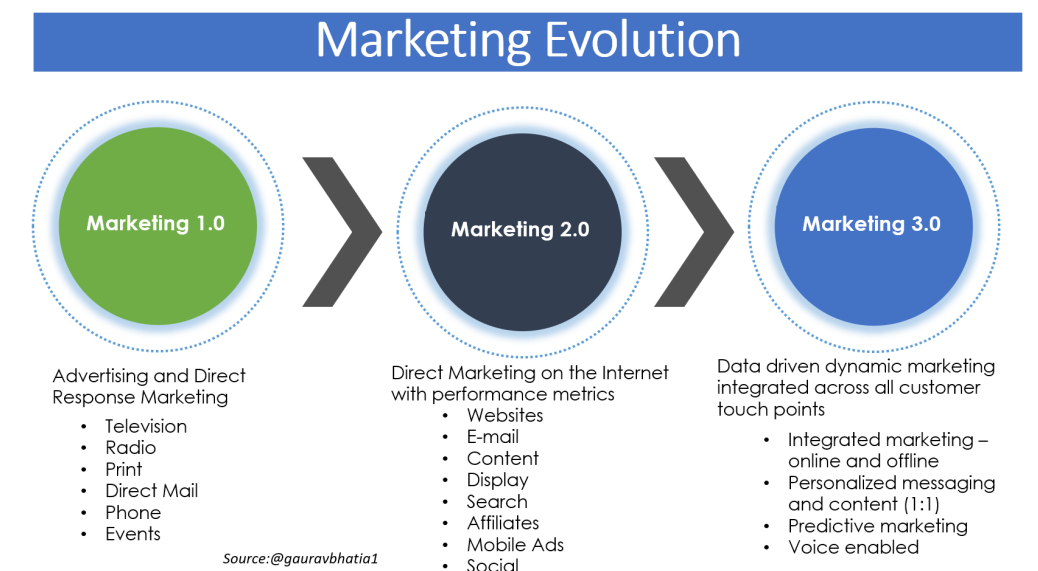 Marketing Evolution
Marketing 1.0
Marketing 2.0
Marketing 3.0
Advertising and Direct
Response Marketing
• Television
• Radio
• Print
• Direct Mail
• Phone
• Events
Direct Marketing on the Internet
with performance metrics
• Websites
• E-mail
• Content
• Display
• Search
• Affiliates
• Mobile Ads
• Social
Data driven dynamic marketing
integrated across all customer
touch points
• Integrated marketing –
online and offline
• Personalized messaging
and content (1:1)
• Predictive marketing
• Voice enabled
Source:@gauravbhatia1